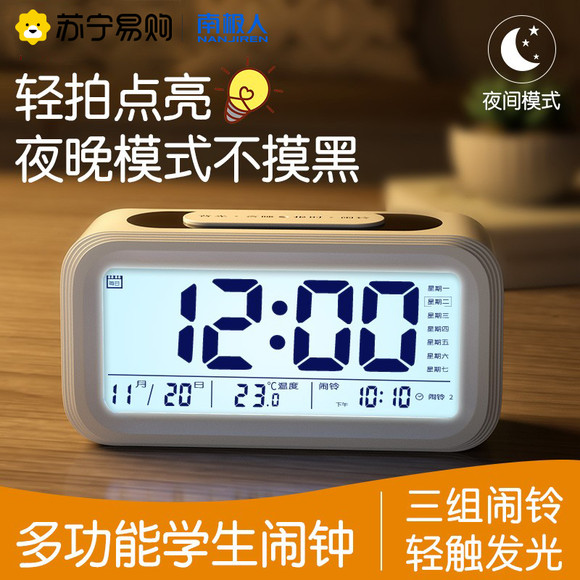 苏宁易购
南极人
NANJIREN
夜间模式
轻拍点亮
夜晚模式不摸黑
每日
12:00
星期一
星期二
星期三
星期四
星期五
星期六
星期七
11月/20日
23.0℃温度
闹铃
下午 10:10 闹铃 2
多功能学生闹钟
三组闹铃
轻触发光